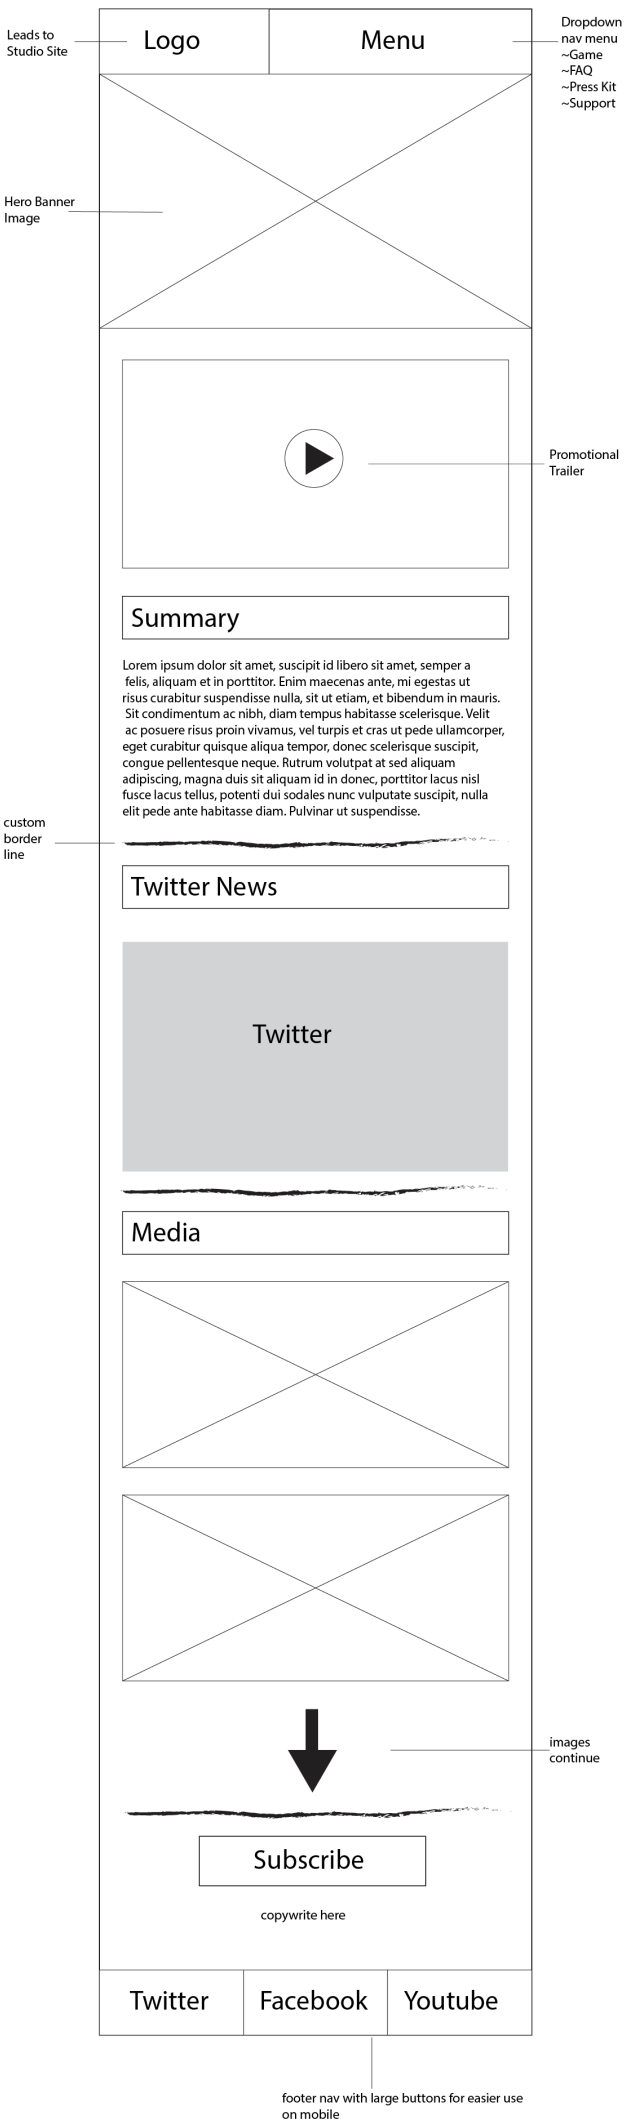 Leads to
Studio Site
Logo
Menu
Dropdown
nav menu
~Game
~FAQ
~Press Kit
~Support
Hero Banner
Image
Promotional
Trailer
Summary
Lorem ipsum dolor sit amet, suscipit id libero sit amet, semper a
felis, aliquam et in porttitor. Enim maecenas ante, mi egestas ut
risus curabitur suspendisse nulla, sit ut etiam, et bibendum in mauris.
Sit condimentum ac nibh, diam tempus habitasse scelerisque. Velit
ac posuere risus proin vivamus, vel turpis et cras ut pede ullamcorper,
eget curabitur quisque aliqua tempor, donec scelerisque suscipit,
congue pellentesque neque. Rutrum volutpat at sed aliquam
adipiscing, magna duis sit aliquam id in donec, porttitor lacus nisl
fusce lacus tellus, potenti dui sodales nunc vulputate suscipit, nulla
elit pede ante habitasse diam. Pulvinar ut suspendisse.
custom
border
line
Twitter News
Twitter
Media
images
continue
Subscribe
copywrite here
Twitter
Facebook
Youtube
footer nav with large buttons for easier use
on mobile